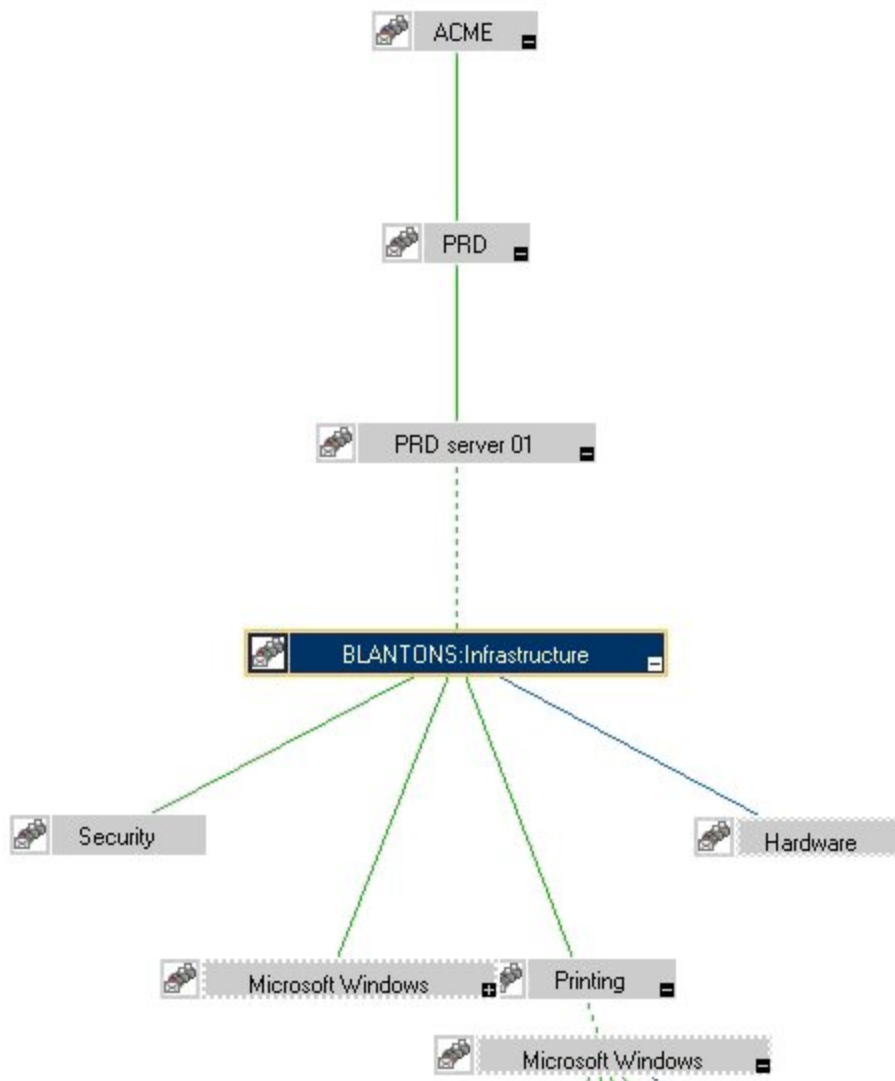 ACME
PRD
PRD server 01
BLANTONS:Infrastructure
Security
Hardware
Microsoft Windows
Printing
Microsoft Windows